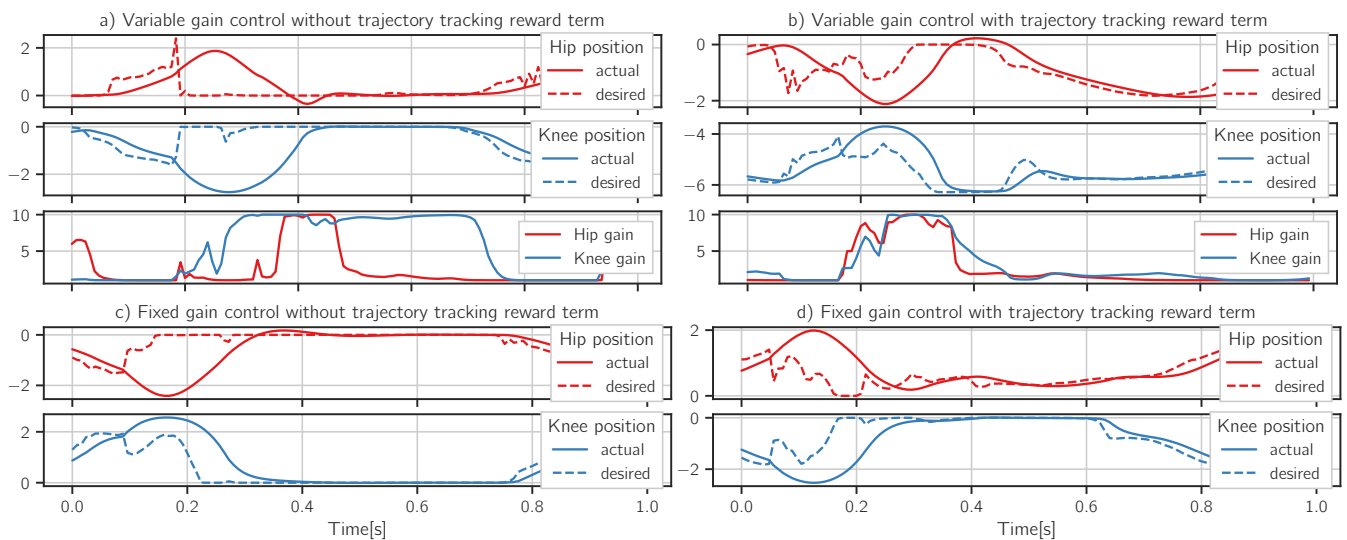 a) Variable gain control without trajectory tracking reward term
2
0
Hip position
actual
desired
0
−2
Knee position
actual
desired
10
5
Hip gain
Knee gain
b) Variable gain control with trajectory tracking reward term
0
−2
Hip position
actual
desired
−4
−6
Knee position
actual
desired
10
5
Hip gain
Knee gain
c) Fixed gain control without trajectory tracking reward term
0
−2
Hip position
actual
desired
2
0
Knee position
actual
desired
0.0 0.2 0.4 0.6 0.8 1.0
Time[s]
d) Fixed gain control with trajectory tracking reward term
2
0
Hip position
actual
desired
0
−2
Knee position
actual
desired
0.0 0.2 0.4 0.6 0.8 1.0
Time[s]